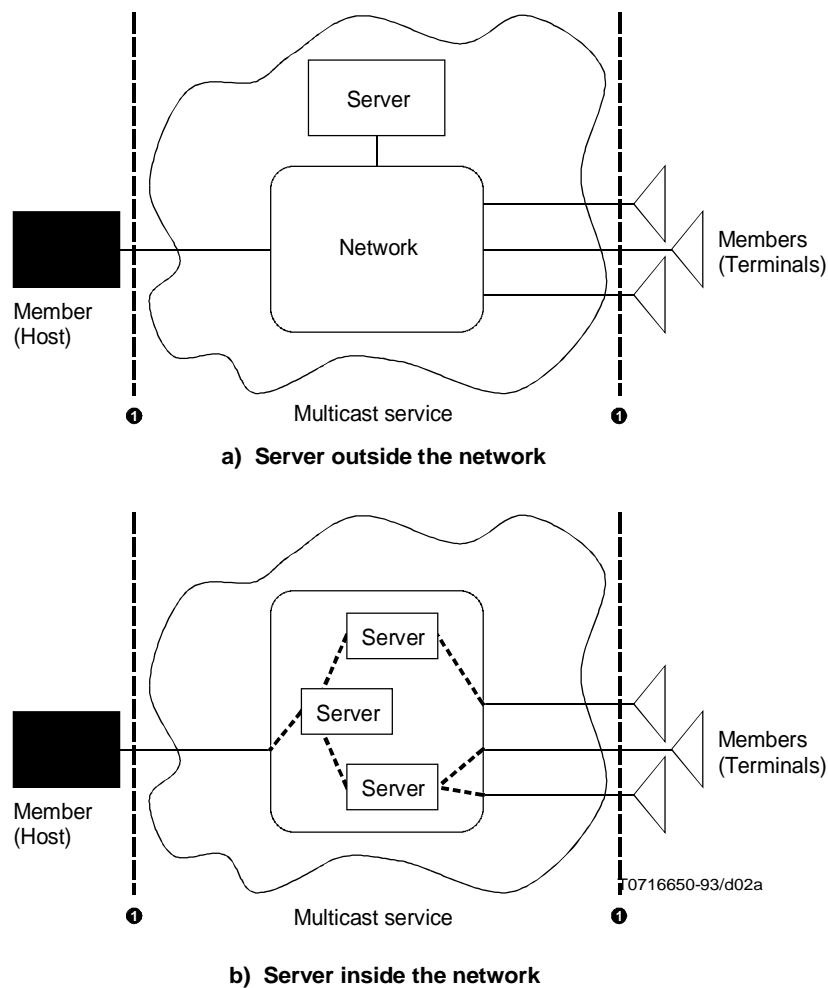 Server
Network
Member
(Host)
Members
(Terminals)
1
Multicast service
1
a) Server outside the network
Server
Server
Server
Member
(Host)
Members
(Terminals)
T0716650-93/d02a
1
Multicast service
1
b) Server inside the network